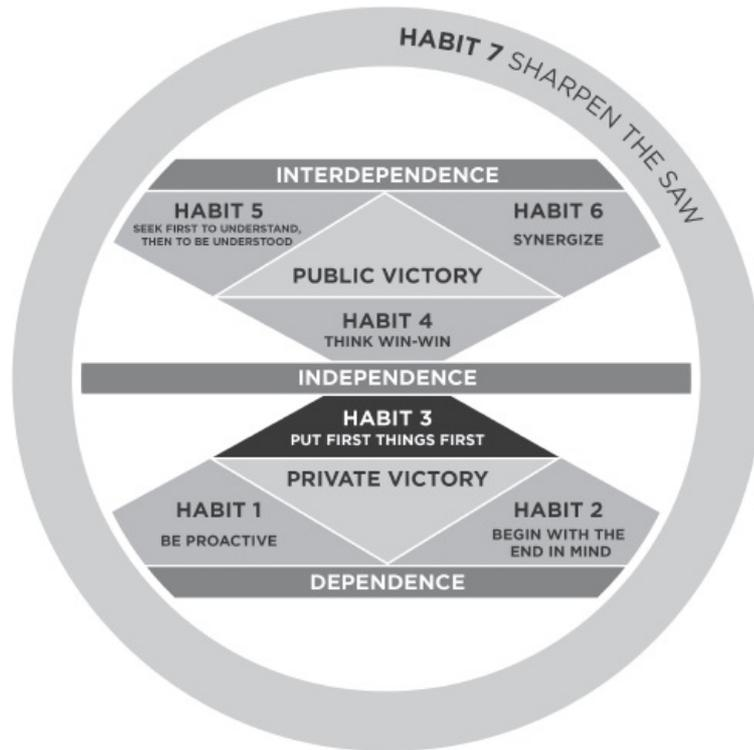 HABIT 7 SHARPEN THE SAW
INTERDEPENDENCE
HABIT 5
SEEK FIRST TO UNDERSTAND,
THEN TO BE UNDERSTOOD
HABIT 6
SYNERGIZE
PUBLIC VICTORY
HABIT 4
THINK WIN-WIN
INDEPENDENCE
HABIT 3
PUT FIRST THINGS FIRST
PRIVATE VICTORY
HABIT 1
BE PROACTIVE
HABIT 2
BEGIN WITH THE
END IN MIND
DEPENDENCE